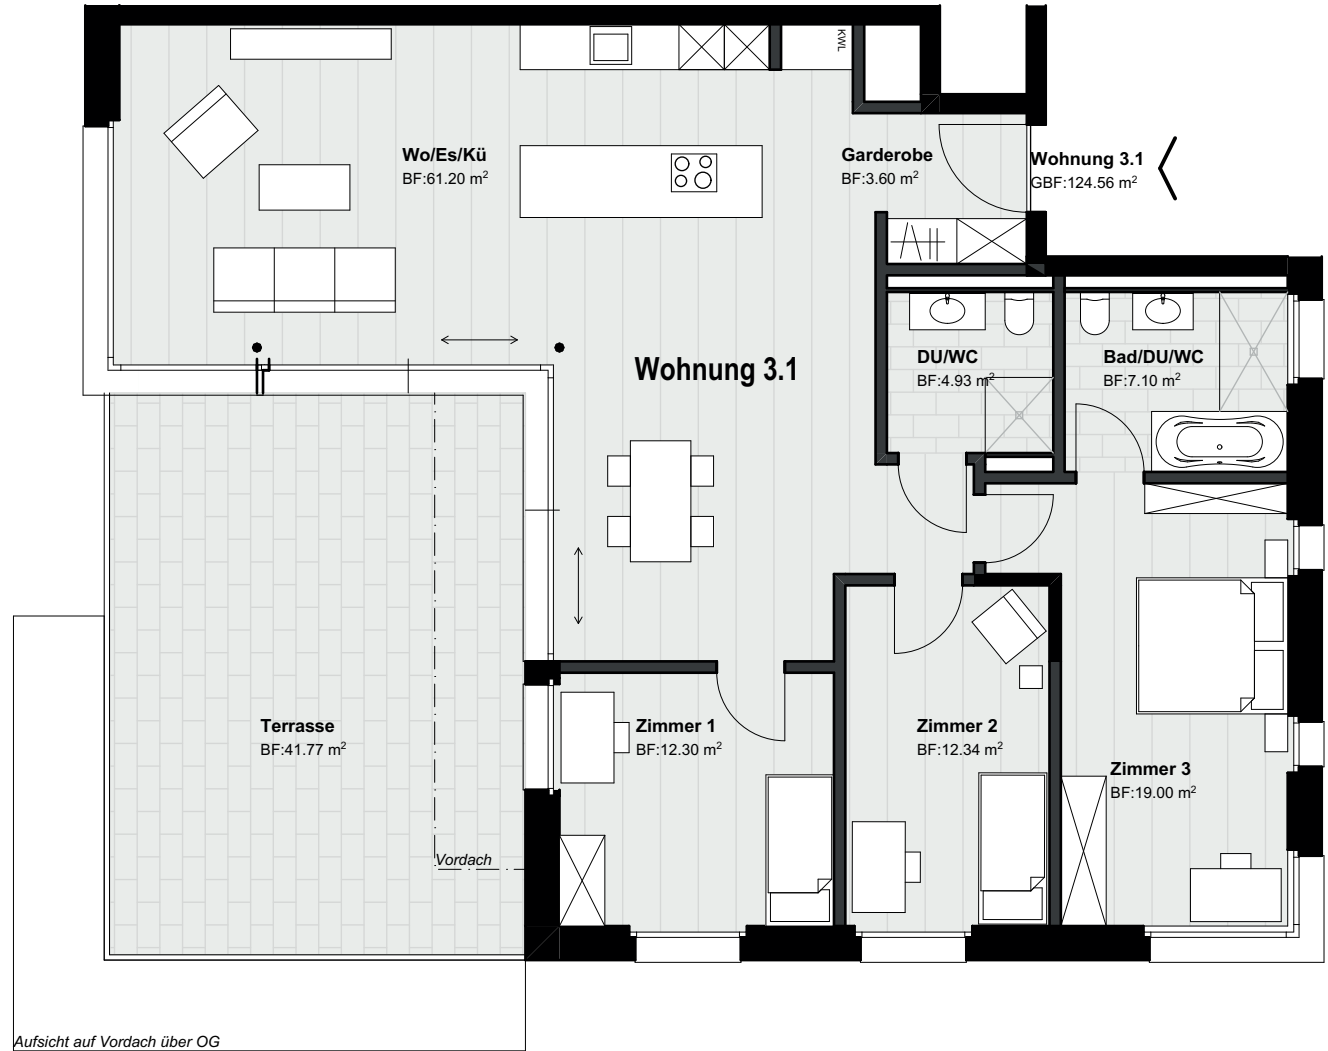 KWL
Wo/Es/Kü
BF:61.20 m²
Garderobe
BF:3.60 m²
Wohnung 3.1
GBF:124.56 m²
Wohnung 3.1
DU/WC
BF:4.93 m²
Bad/DU/WC
BF:7.10 m²
Terrasse
BF:41.77 m²
Zimmer 1
BF:12.30 m²
Zimmer 2
BF:12.34 m²
Zimmer 3
BF:19.00 m²
Vordach
Aufsicht auf Vordach über OG